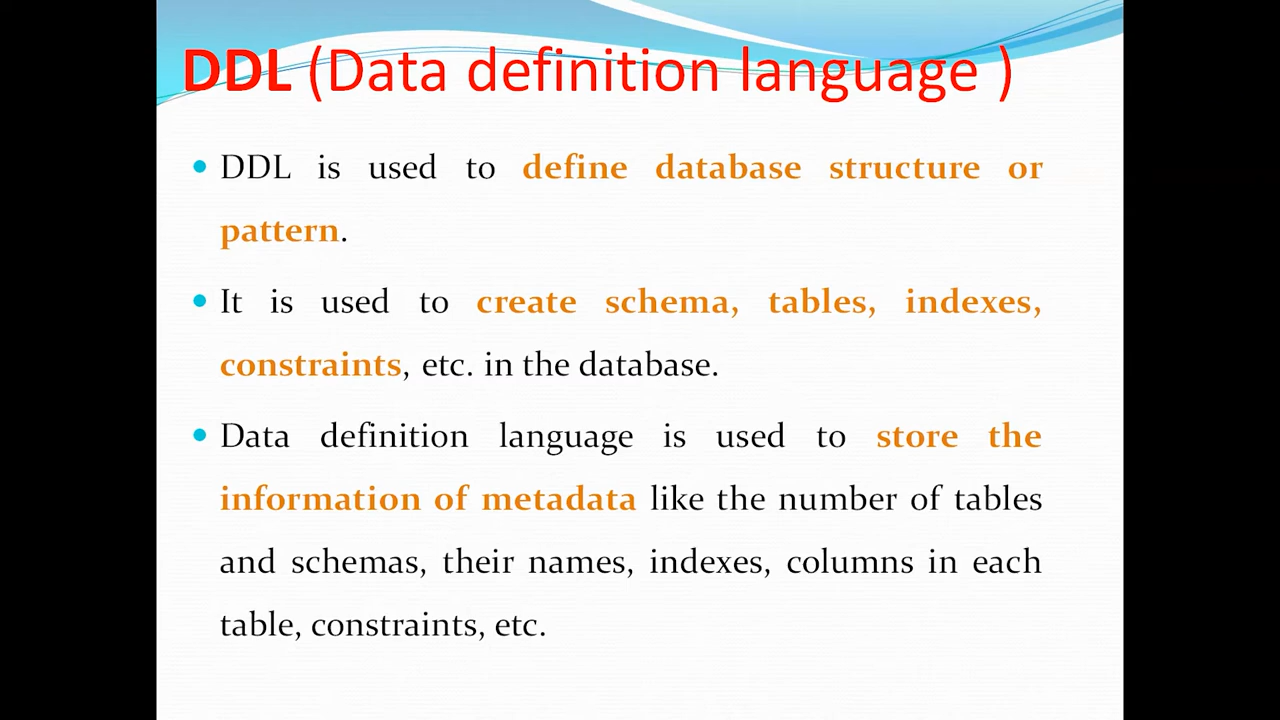 DDL (Data definition language )
• DDL is used to define database structure or
pattern.
• It is used to create schema, tables, indexes,
constraints, etc. in the database.
• Data definition language is used to store the
information of metadata like the number of tables
and schemas, their names, indexes, columns in each
table, constraints, etc.